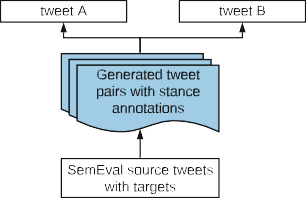 tweet A
tweet B
Generated tweet
pairs with stance
annotations
SemEval source tweets
with targets